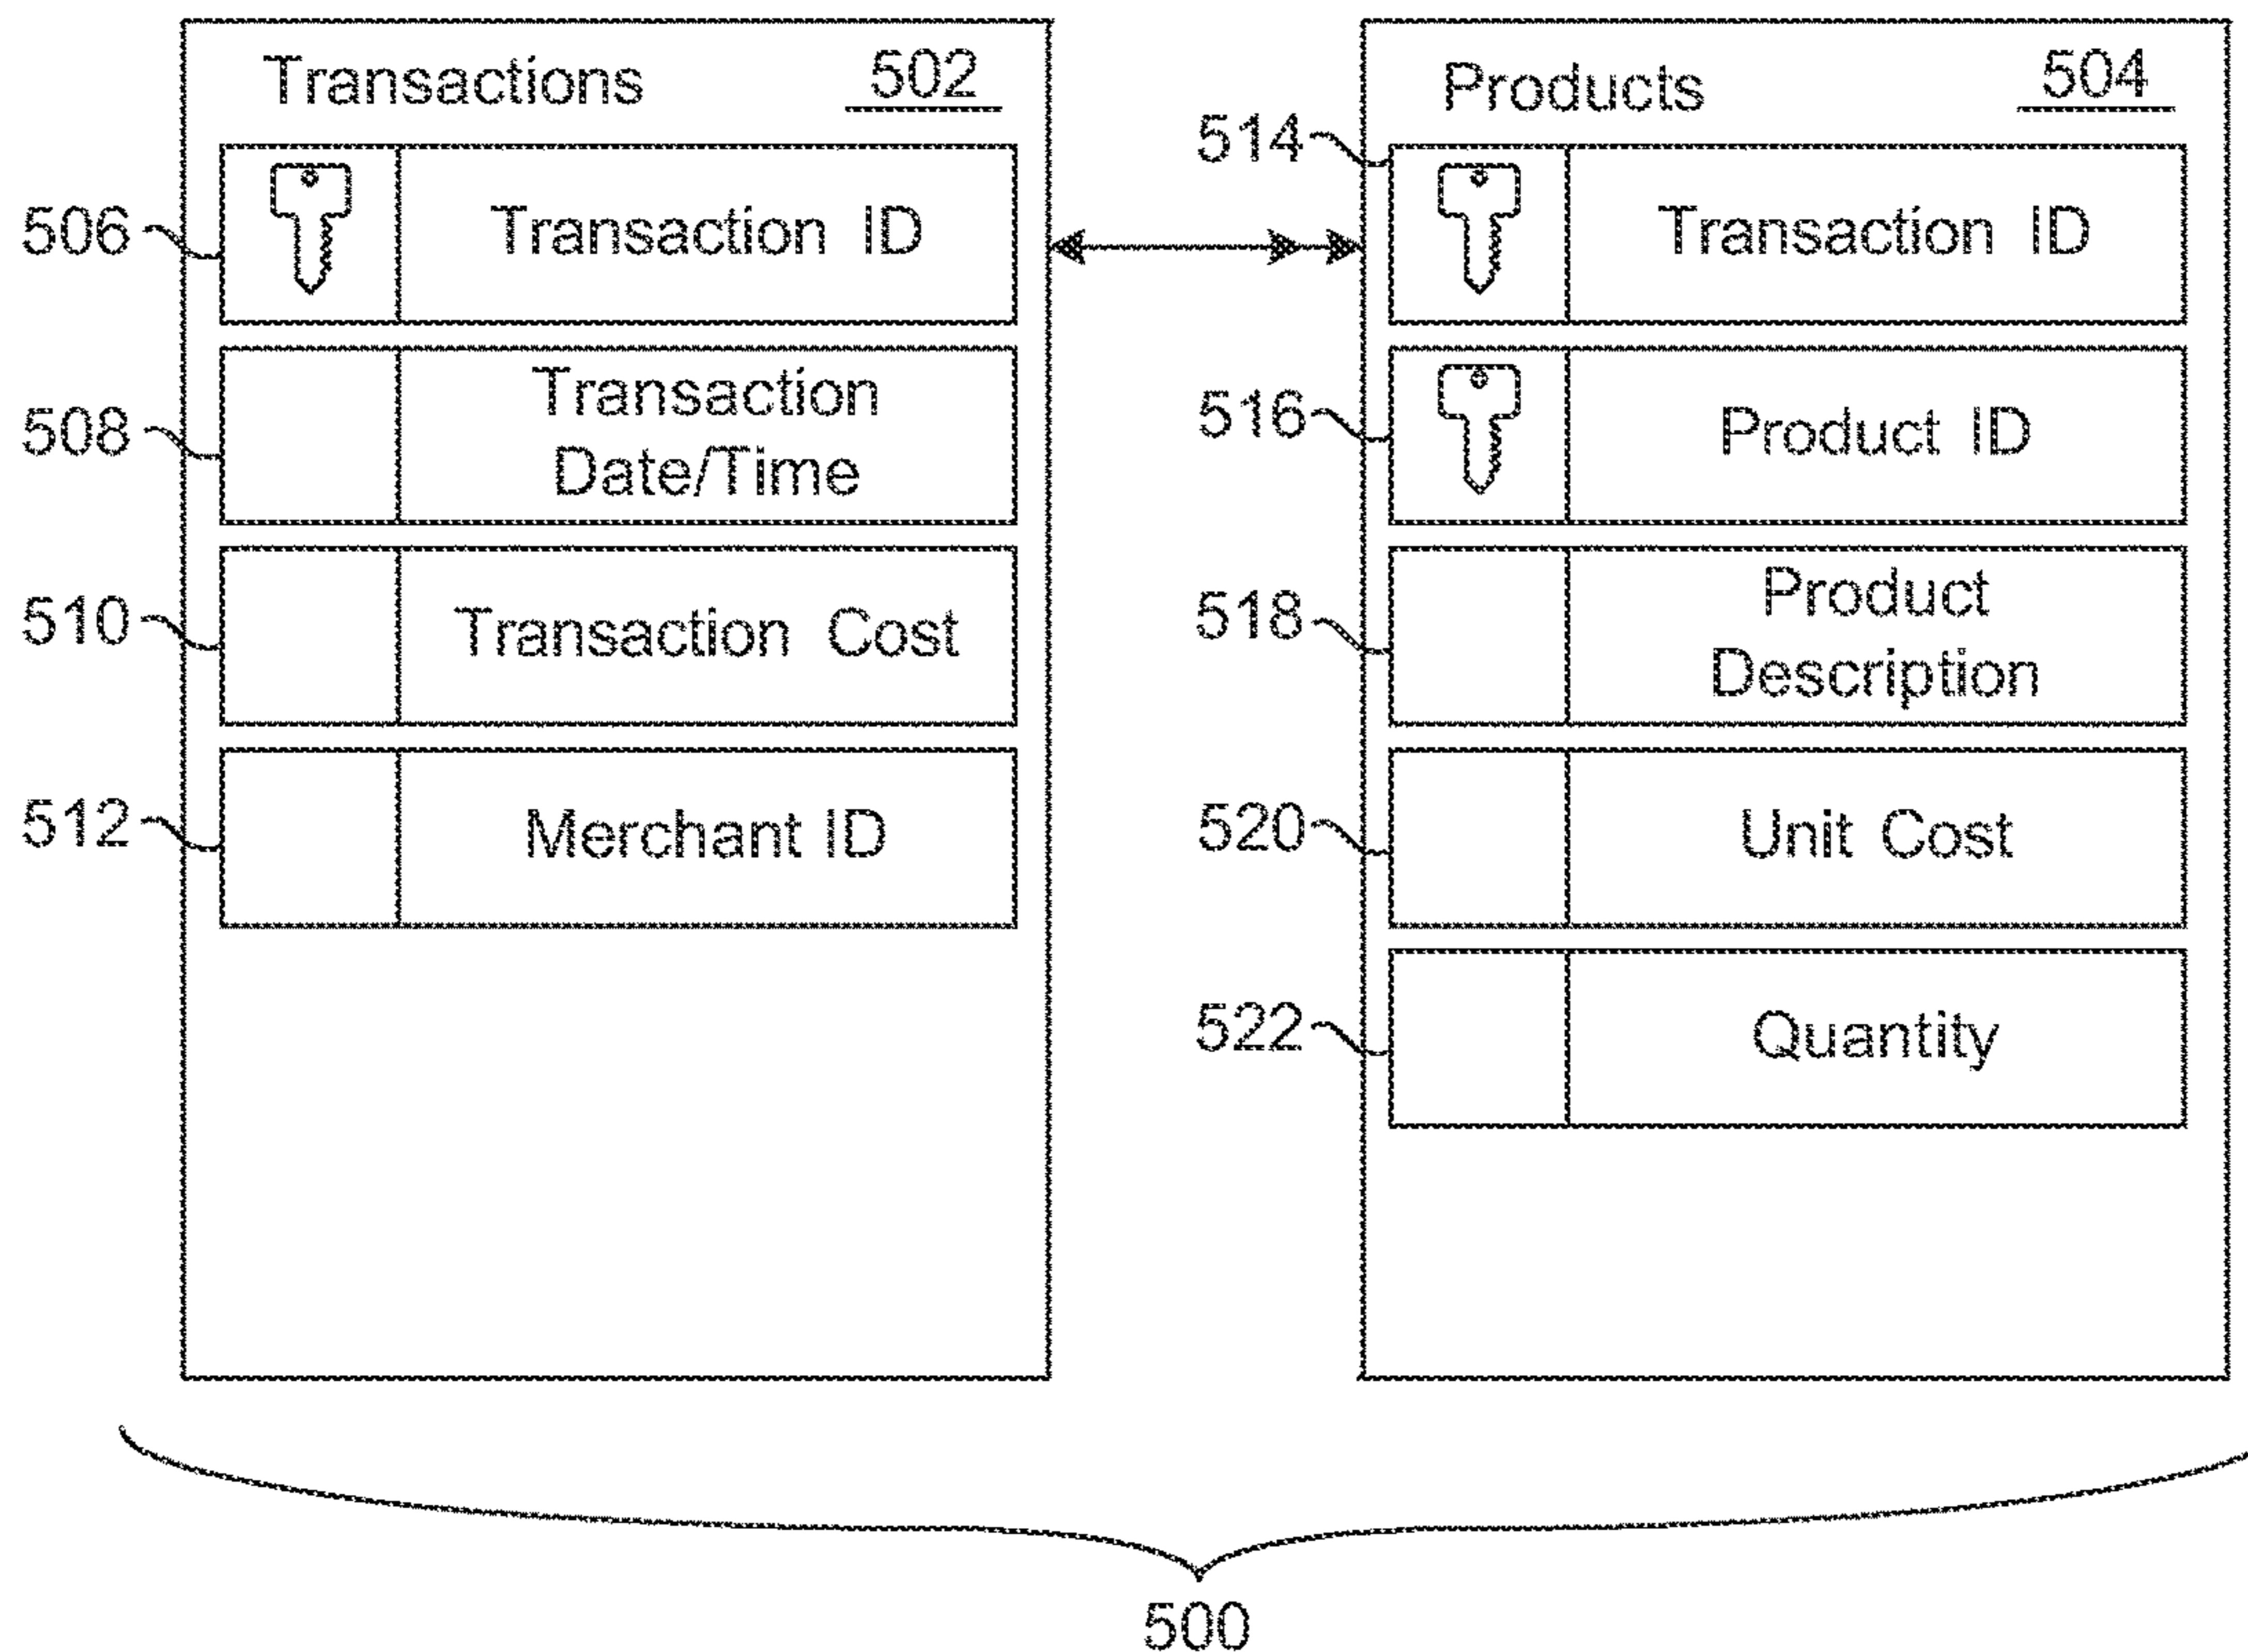 Transactions 502
506 Transaction ID
508 Transaction
Date/Time
510 Transaction Cost
512 Merchant ID
Products 504
514 Transaction ID
516 Product ID
518 Product
Description
520 Unit Cost
522 Quantity
500